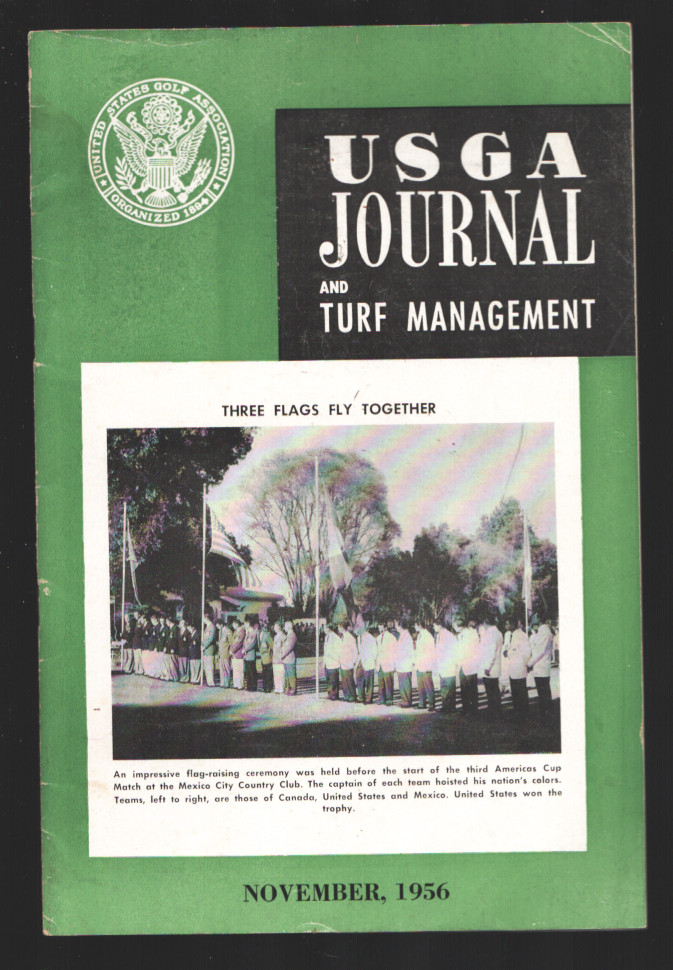 UNITED STATES GOLF ASSOCIATION
ORGANIZED 1894
USGA
JOURNAL
AND
TURF MANAGEMENT
THREE FLAGS FLY TOGETHER
An impressive flag-raising ceremony was held before the start of the third Americas Cup
Match at the Mexico City Country Club. The captain of each team hoisted his nation's colors.
Teams, left to right, are those of Canada, United States and Mexico. United States won the
trophy.
NOVEMBER, 1956